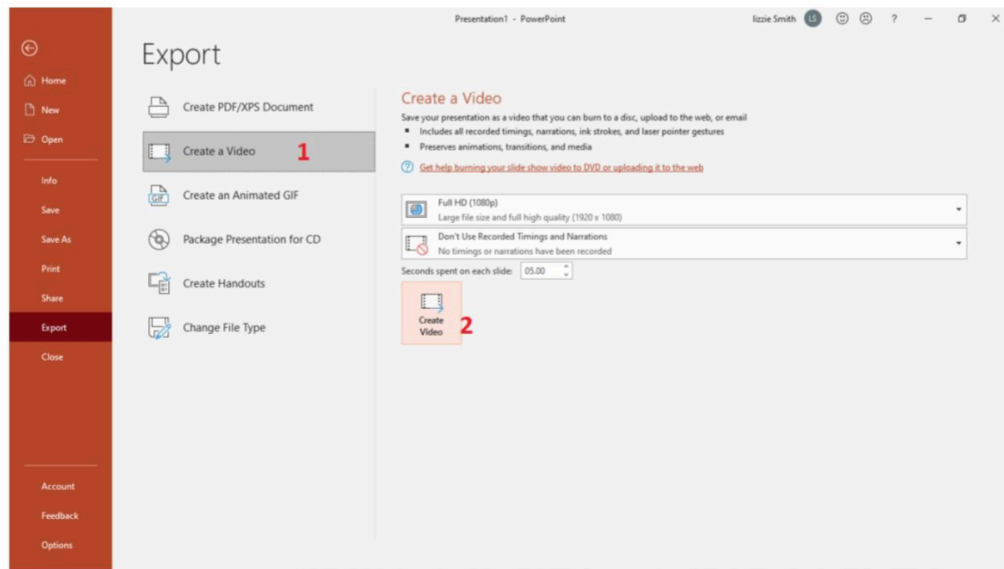 Presentation1 - PowerPoint
lizzie Smith
LS
?
Home
New
Open
Info
Save
Save As
Print
Share
Export
Close
Account
Feedback
Options
Export
Create PDF/XPS Document
Create a Video 1
Create an Animated GIF
GIF
Package Presentation for CD
Create Handouts
Change File Type
Create a Video
Save your presentation as a video that you can burn to a disc, upload to the web, or email
Includes all recorded timings, narrations, ink strokes, and laser pointer gestures
Preserves animations, transitions, and media
? Get help burning your slide show video to DVD or uploading it to the web
Full HD (1080p)
Large file size and full high quality (1920 x 1080)
Don't Use Recorded Timings and Narrations
No timings or narrations have been recorded
Seconds spent on each slide: 05.00
Create
Video 2